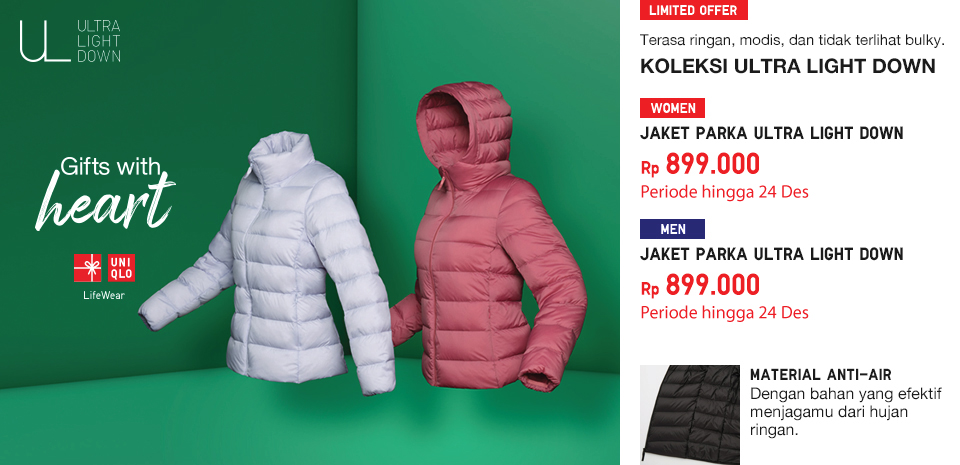 ULTRA
LIGHT
DOWN
Gifts with
heart
UNI
QLO
LifeWear
LIMITED OFFER
Terasa ringan, modis, dan tidak terlihat bulky.
KOLEKSI ULTRA LIGHT DOWN
WOMEN
JAKET PARKA ULTRA LIGHT DOWN
Rp 899.000
Periode hingga 24 Des
MEN
JAKET PARKA ULTRA LIGHT DOWN
Rp 899.000
Periode hingga 24 Des
MATERIAL ANTI-AIR
Dengan bahan yang efektif
menjagamu dari hujan
ringan.